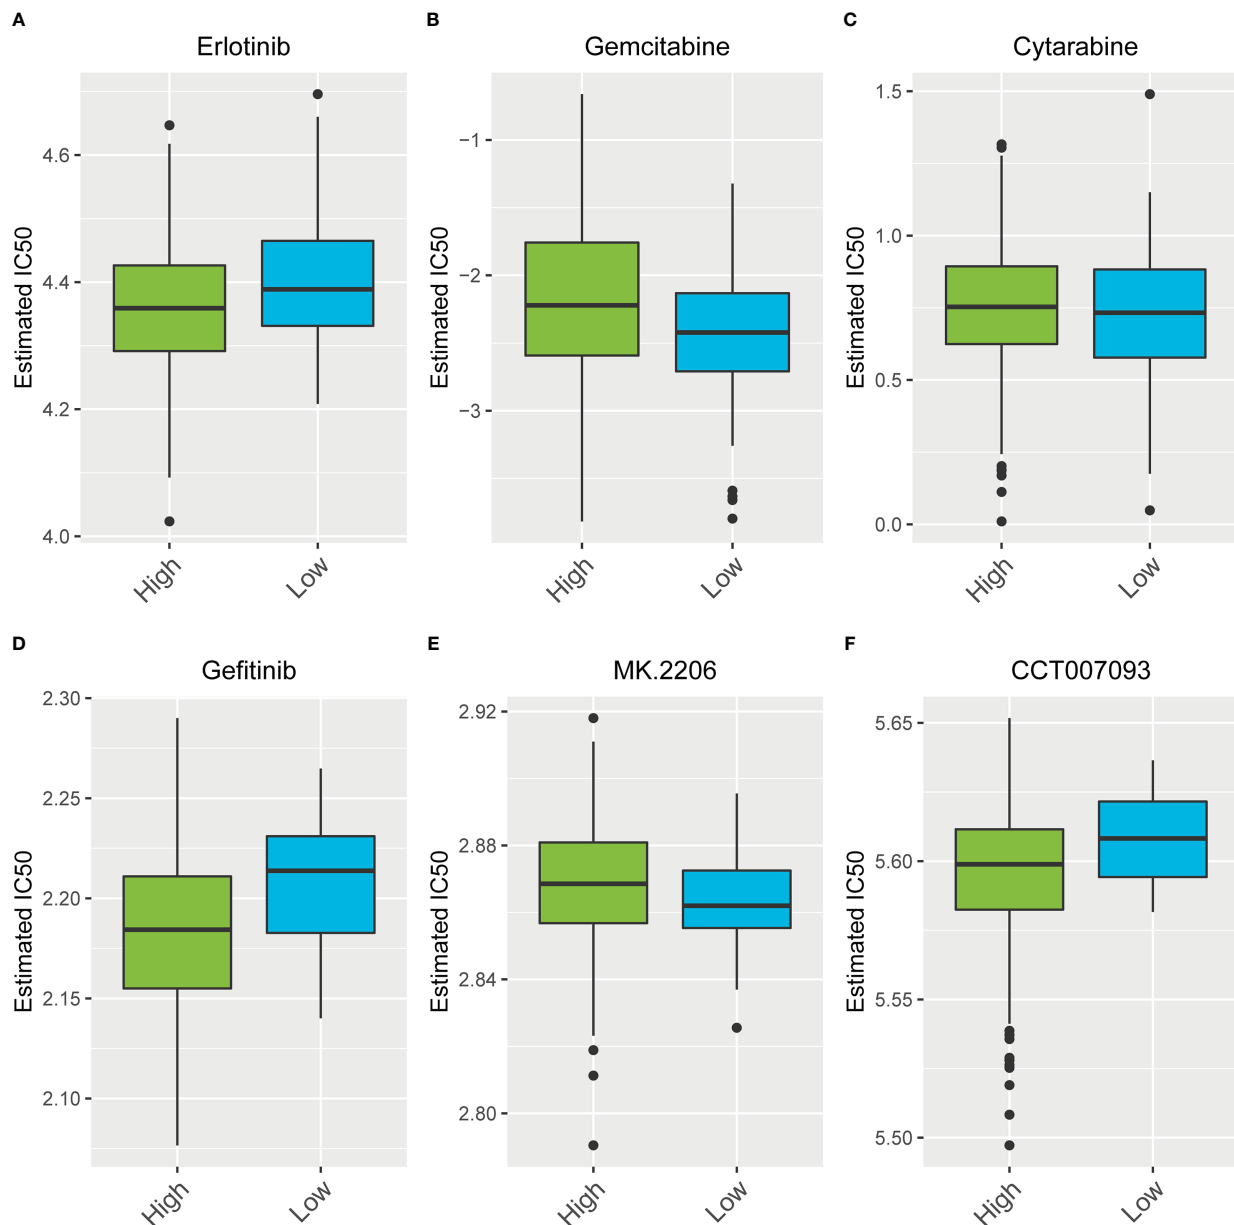 A
Erlotinib
Estimated IC50
4.6
4.4
4.2
4.0
High
Low
B
Gemcitabine
Estimated IC50
−1
−2
−3
High
Low
C
Cytarabine
Estimated IC50
1.5
1.0
0.5
0.0
High
Low
D
Gefitinib
Estimated IC50
2.30
2.25
2.20
2.15
2.10
High
Low
E
MK.2206
Estimated IC50
2.92
2.88
2.84
2.80
High
Low
F
CCT007093
Estimated IC50
5.65
5.60
5.55
5.50
High
Low